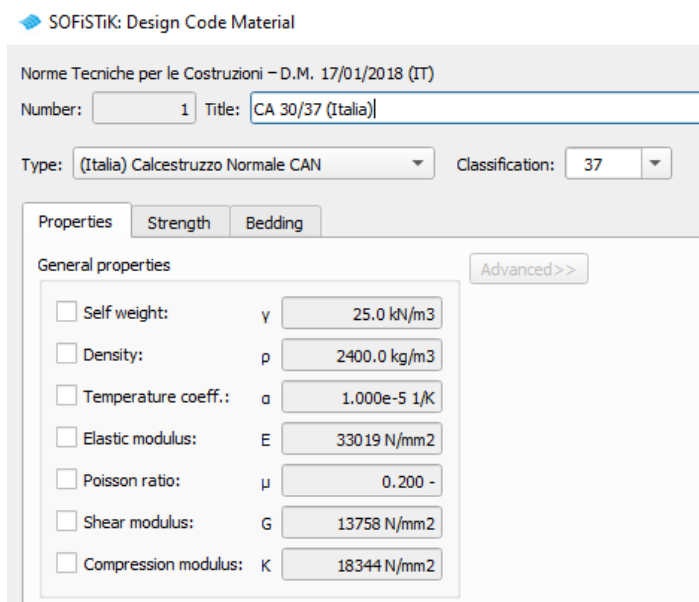 SOFiSTiK: Design Code Material
Norme Tecniche per le Costruzioni – D.M. 17/01/2018 (IT)
Number: 1 Title: CA 30/37 (Italia)
Type: (Italia) Calcestruzzo Normale CAN Classification: 37
Properties Strength Bedding
General properties Advanced>>
Self weight: γ 25.0 kN/m3
Density: ρ 2400.0 kg/m3
Temperature coeff.: α 1.000e-5 1/K
Elastic modulus: E 33019 N/mm2
Poisson ratio: μ 0.200 -
Shear modulus: G 13758 N/mm2
Compression modulus: K 18344 N/mm2